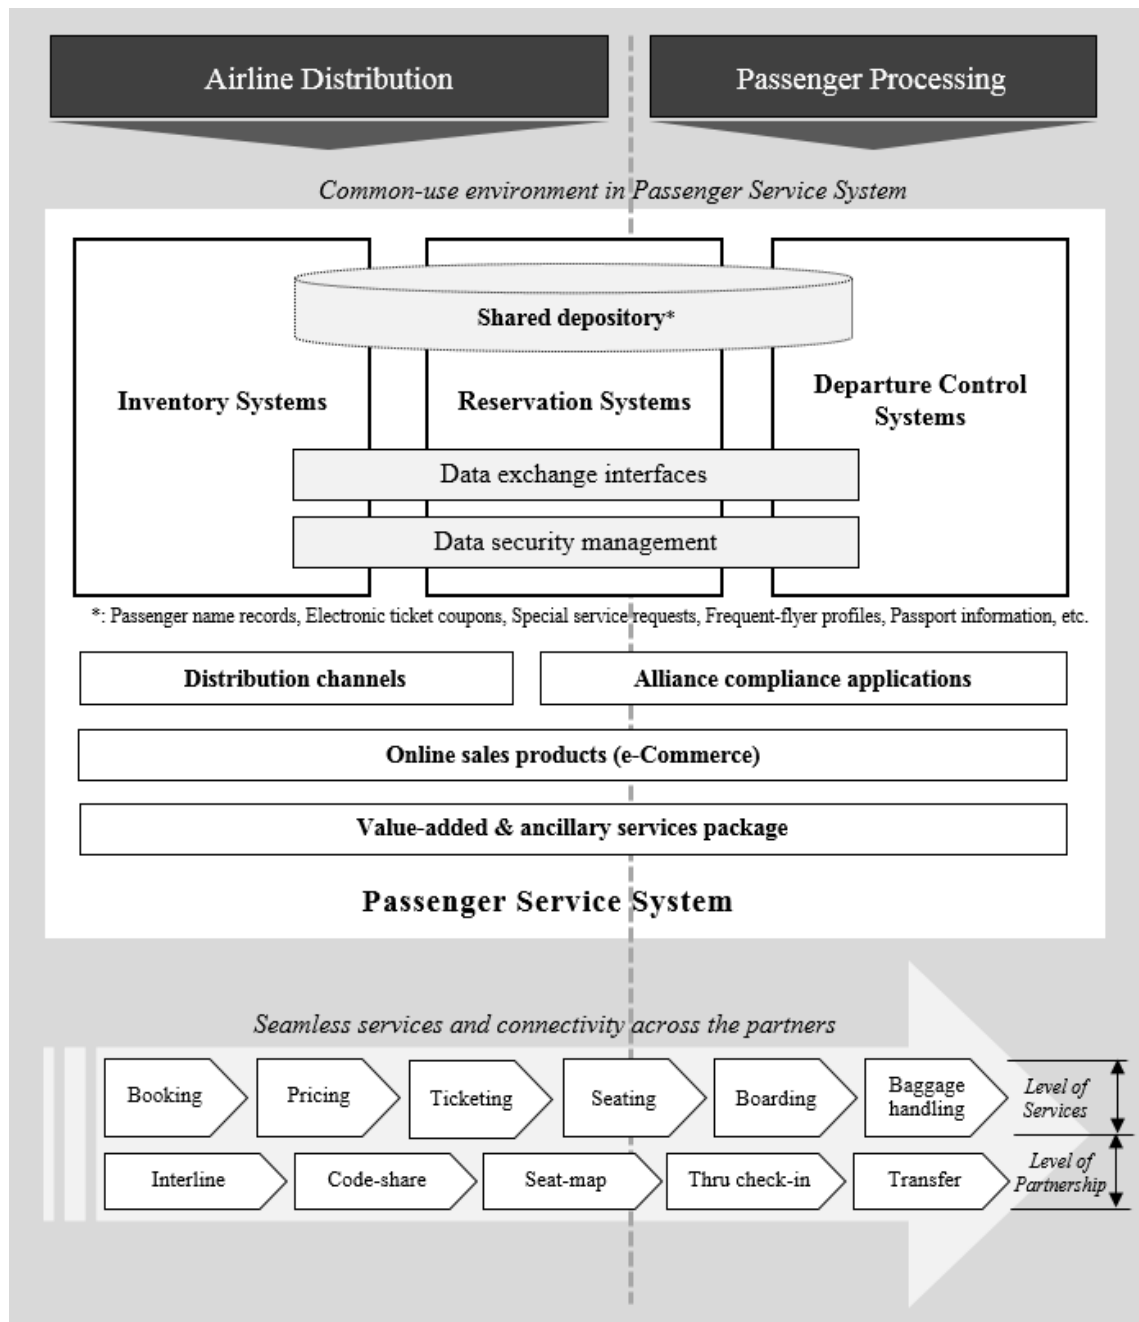 Airline Distribution
Passenger Processing
Common-use environment in Passenger Service System
Shared depository*
Inventory Systems
Reservation Systems
Departure Control
Systems
Data exchange interfaces
Data security management
*: Passenger name records, Electronic ticket coupons, Special service requests, Frequent-flyer profiles, Passport information, etc.
Distribution channels
Alliance compliance applications
Online sales products (e-Commerce)
Value-added & ancillary services package
Passenger Service System
Seamless services and connectivity across the partners
Booking
Pricing
Ticketing
Seating
Boarding
Baggage
handling
Level of
Services
Interline
Code-share
Seat-map
Thru check-in
Transfer
Level of
Partnership